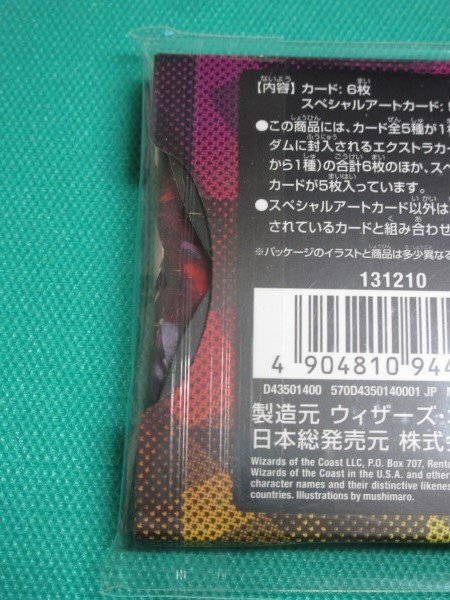 【内容】カード: 6枚
スペシャルアートカード:
●この商品には、カード全5種が1種
ダムに封入されるエクストラカー
から1種)の合計6枚のほか、スペ
カードが5枚入っています。
●スペシャルアートカード以外は
されているカードと組み合わせ
※パッケージのイラストと商品は多少異なる
131210
4 904810 944
D43501400 570D4350140001 JP
製造元 ウィザーズ・
日本総発売元 株式
Wizards of the Coast LLC, P.O. Box 707, Rento
Wizards of the Coast in the U.S.A. and other
character names and their distinctive likene
countries. Illustrations by mushimaro.